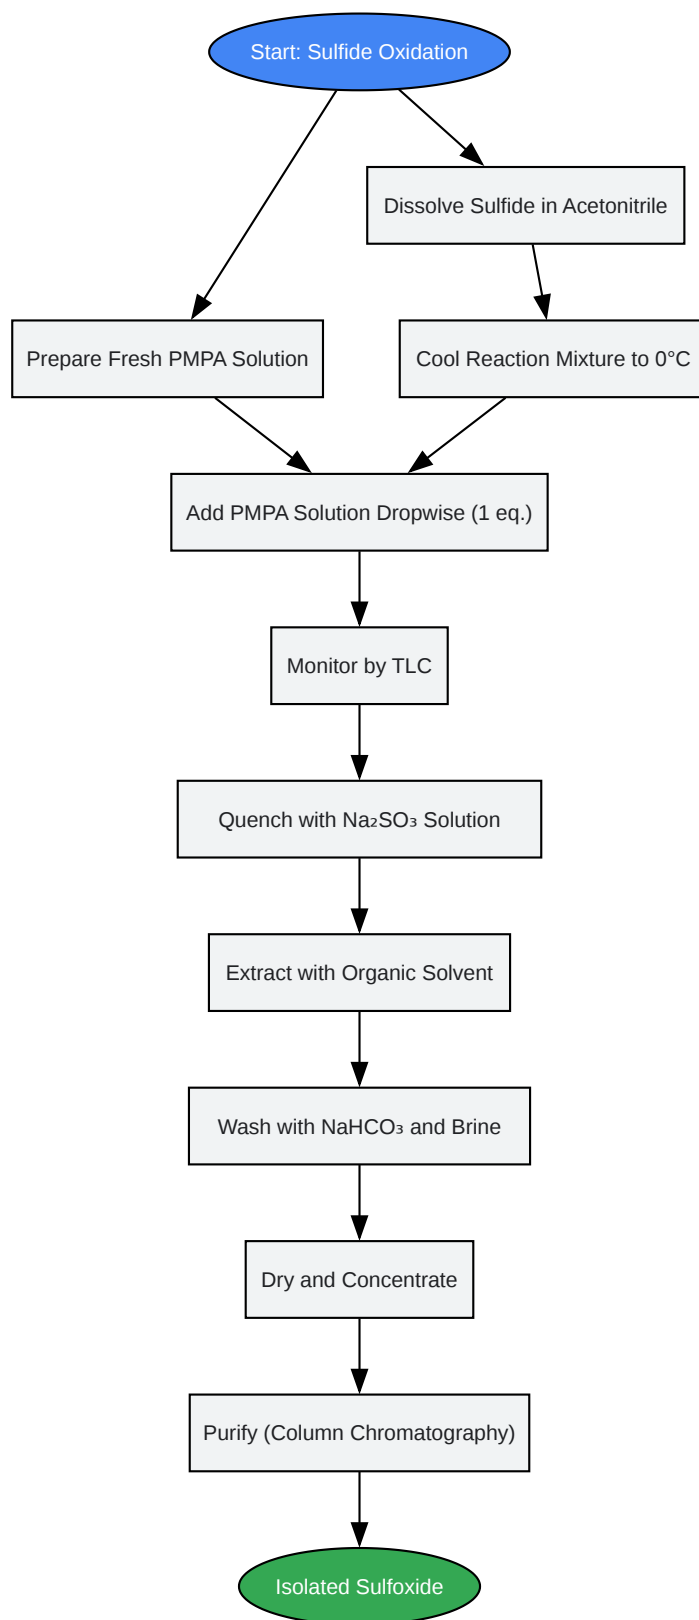 Start: Sulfide Oxidation
Dissolve Sulfide in Acetonitrile
Prepare Fresh PMPA Solution
Cool Reaction Mixture to 0°C
Add PMPA Solution Dropwise (1 eq.)
Monitor by TLC
Quench with Na₂SO₃ Solution
Extract with Organic Solvent
Wash with NaHCO₃ and Brine
Dry and Concentrate
Purify (Column Chromatography)
Isolated Sulfoxide